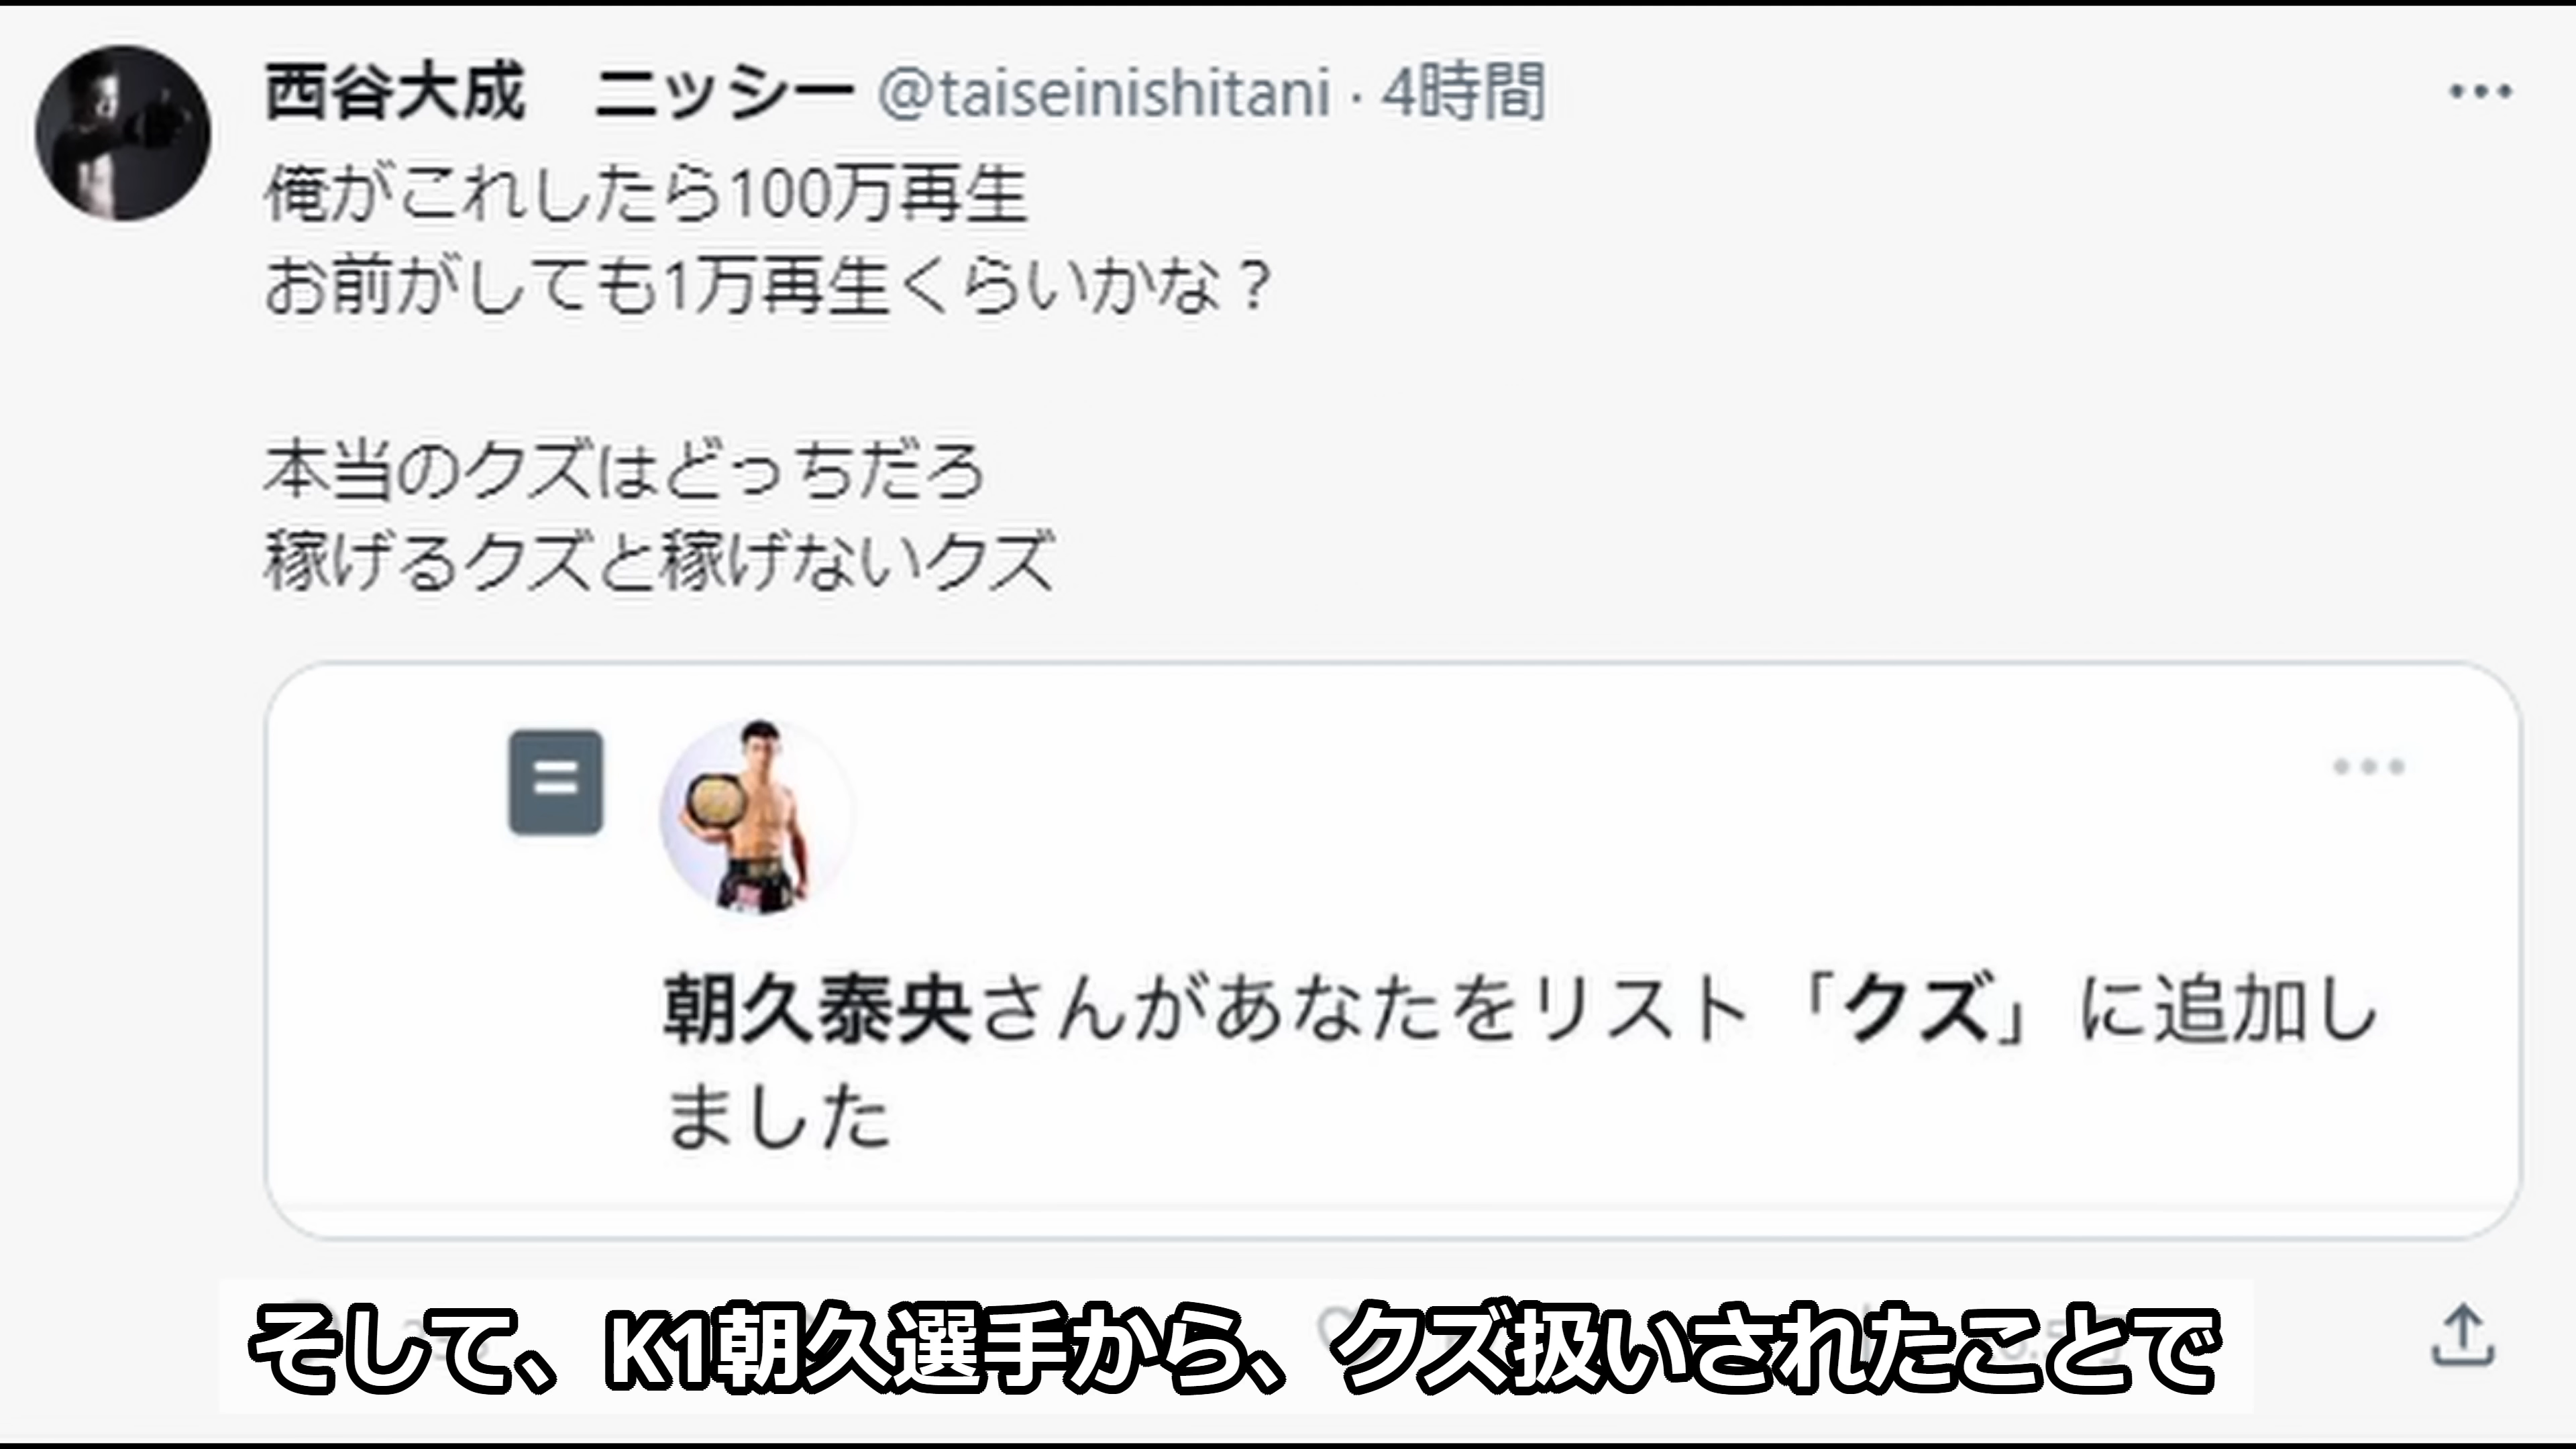 西谷大成　ニッシー @taiseinishitani · 4時間
俺がこれしたら100万再生
お前がしても1万再生くらいかな？
本当のクズはどっちだろ
稼げるクズと稼げないクズ
朝久泰央さんがあなたをリスト「クズ」に追加し
ました
そして、K1朝久選手から、クズ扱いされたことで